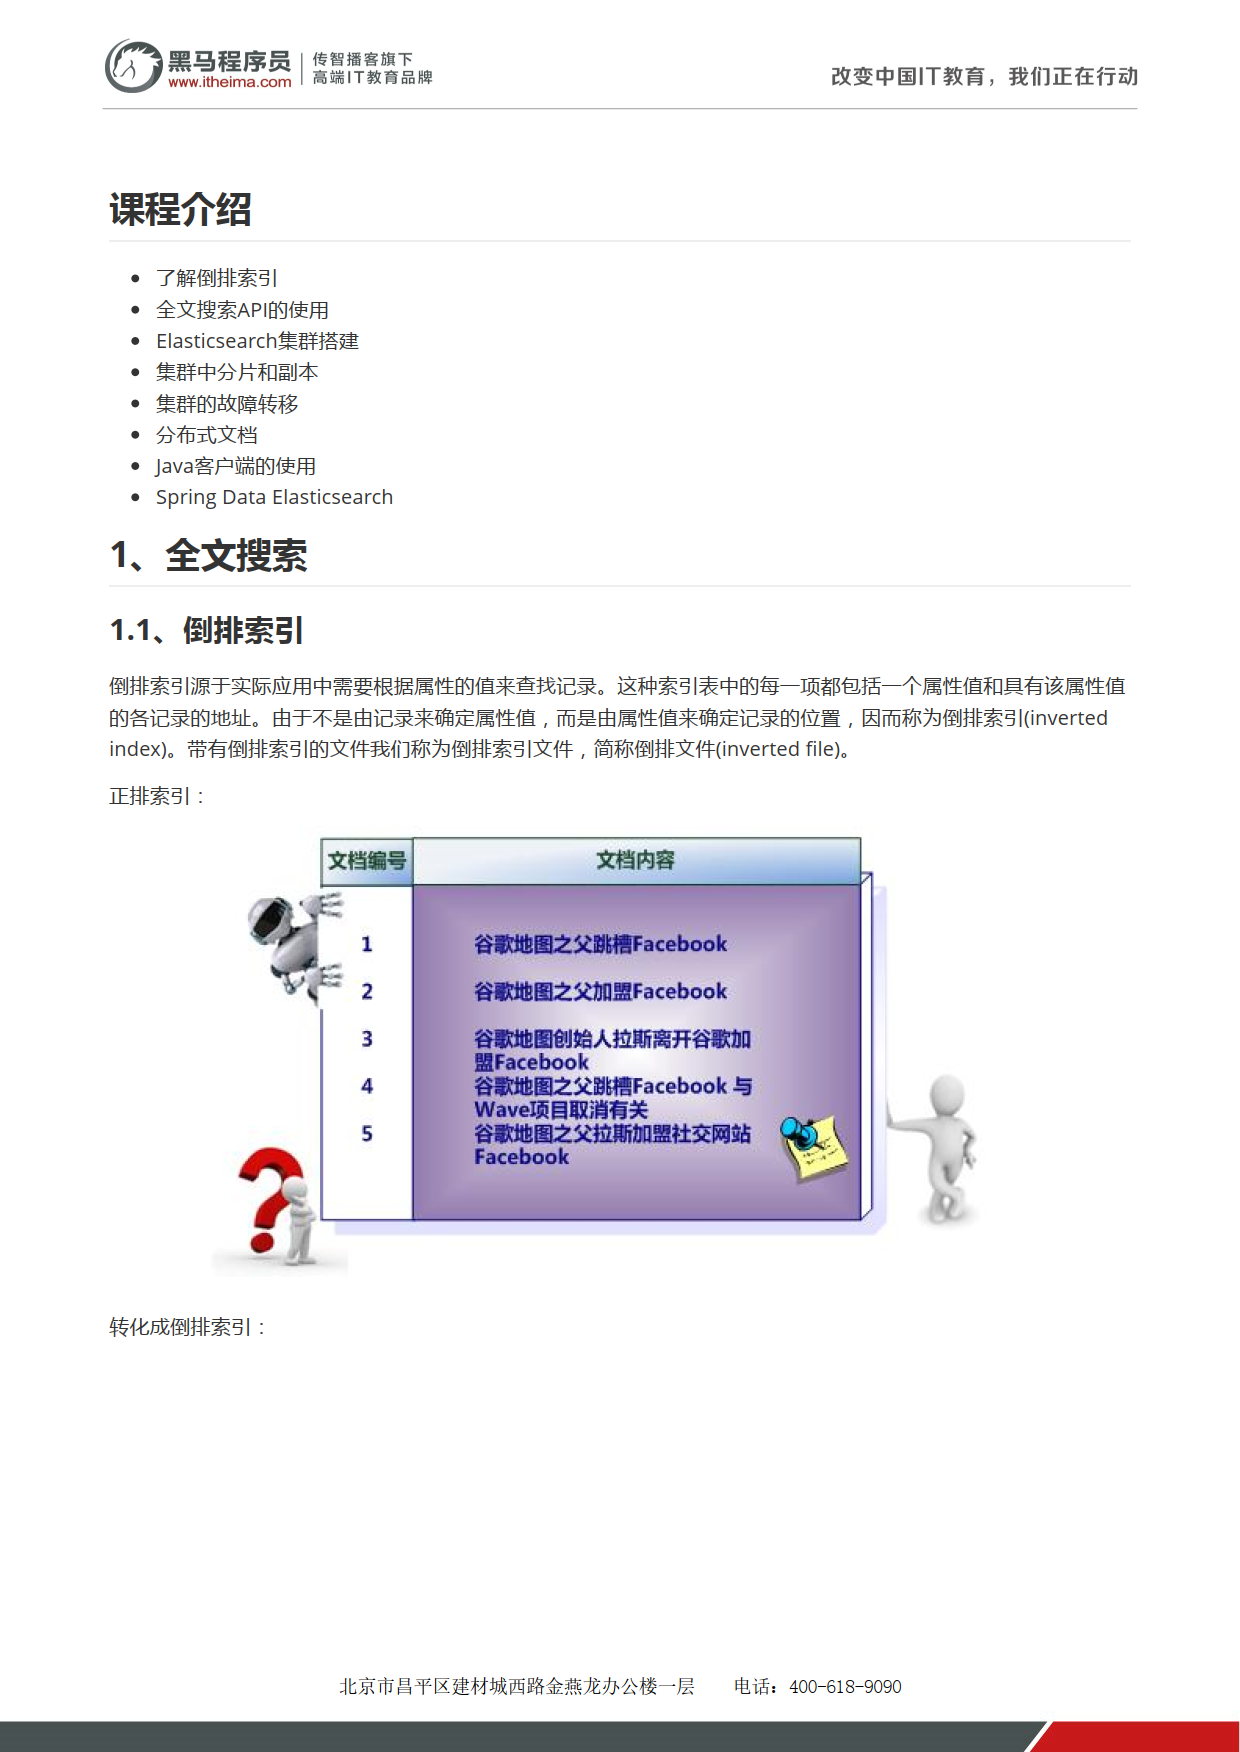 黑马程序员
www.itheima.com
传智播客旗下
高端IT教育品牌
改变中国IT教育，我们正在行动
课程介绍
• 了解倒排索引
• 全文搜索API的使用
• Elasticsearch集群搭建
• 集群中分片和副本
• 集群的故障转移
• 分布式文档
• Java客户端的使用
• Spring Data Elasticsearch
1、全文搜索
1.1、倒排索引
倒排索引源于实际应用中需要根据属性的值来查找记录。这种索引表中的每一项都包括一个属性值和具有该属性值
的各记录的地址。由于不是由记录来确定属性值，而是由属性值来确定记录的位置，因而称为倒排索引(inverted
index)。带有倒排索引的文件我们称为倒排索引文件，简称倒排文件(inverted file)。
正排索引：
文档编号 文档内容
1 谷歌地图之父跳槽Facebook
2 谷歌地图之父加盟Facebook
3 谷歌地图创始人拉斯离开谷歌加
盟Facebook
4 谷歌地图之父跳槽Facebook 与
Wave项目取消有关
5 谷歌地图之父拉斯加盟社交网站
Facebook
转化成倒排索引：
北京市昌平区建材城西路金燕龙办公楼一层 电话：400-618-9090